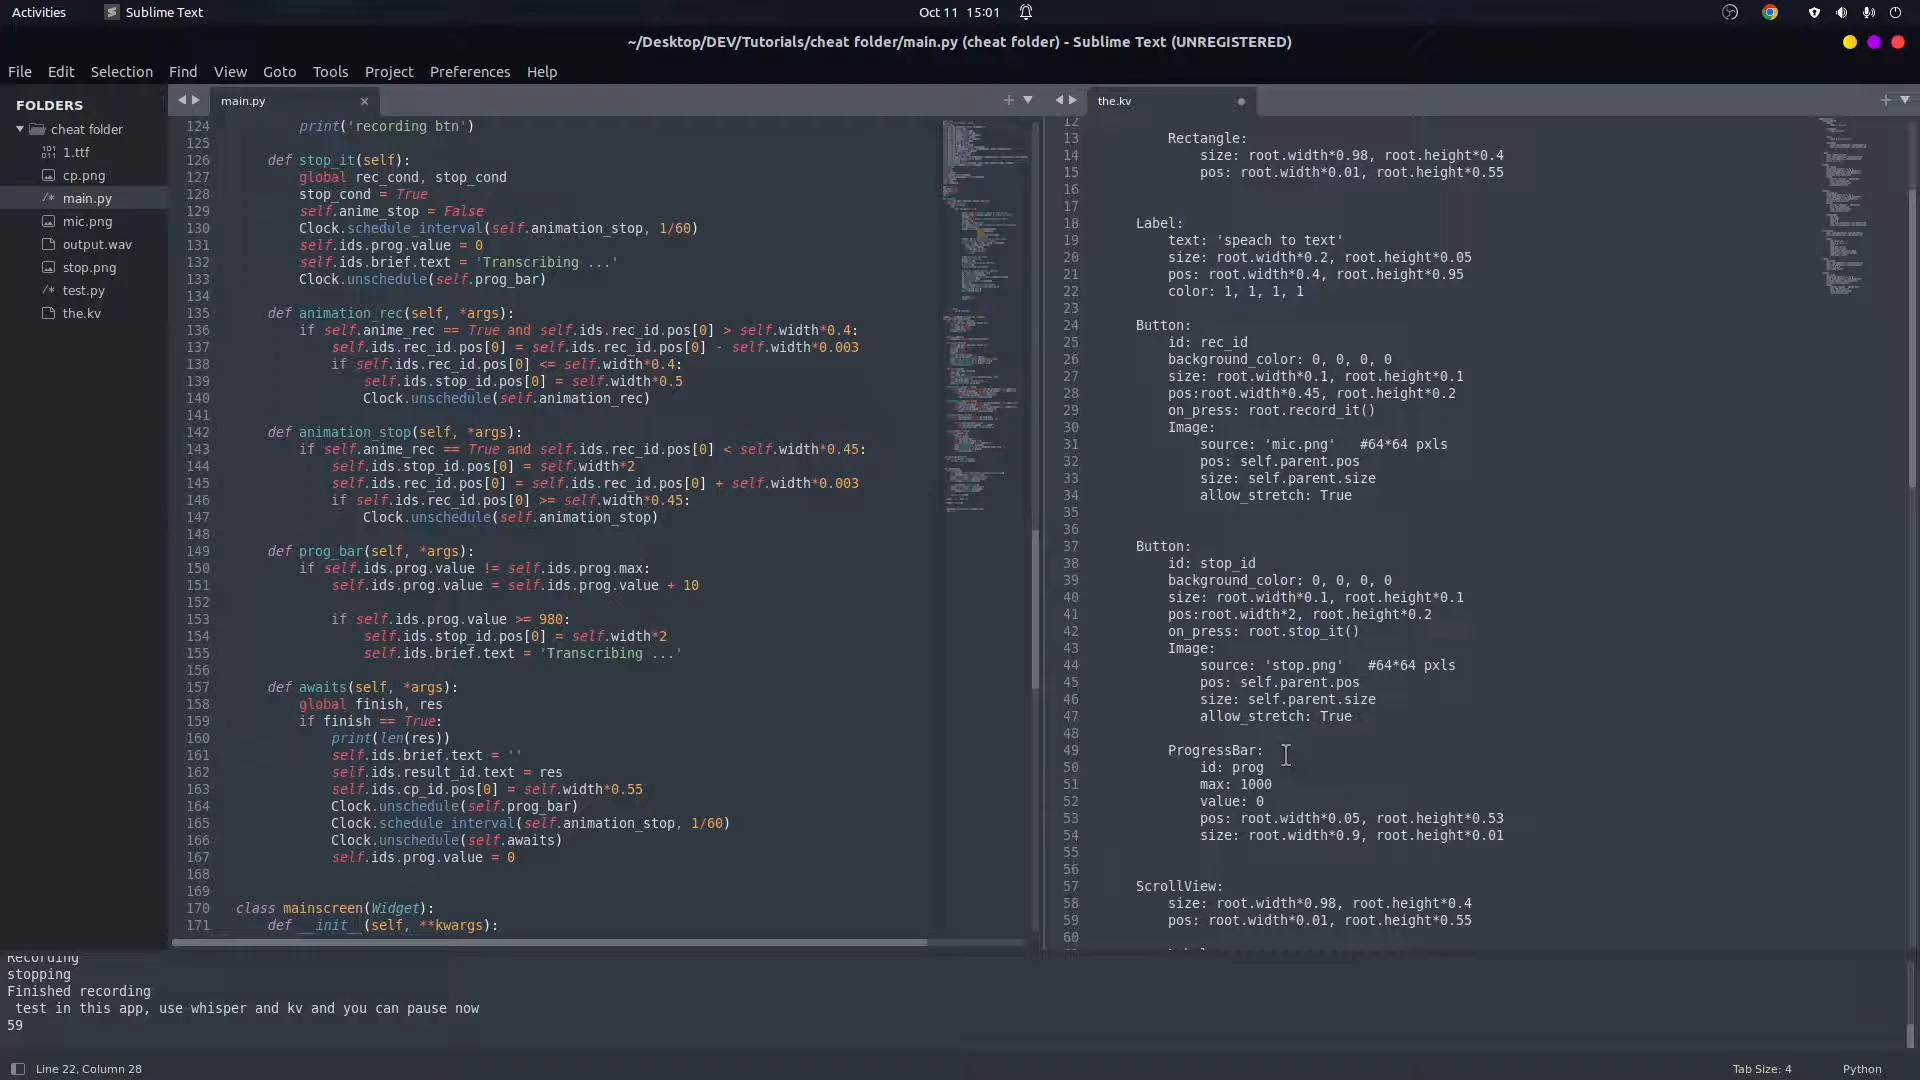 Activities
Sublime Text
Oct 11 15:01
~/Desktop/DEV/Tutorials/cheat folder/main.py (cheat folder) - Sublime Text (UNREGISTERED)
File Edit Selection Find View Goto Tools Project Preferences Help
FOLDERS
cheat folder
1.ttf
cp.png
main.py
mic.png
output.wav
stop.png
test.py
the.kv
main.py
124 print('recording btn')
125
126 def stop_it(self):
127 global rec_cond, stop_cond
128 stop_cond = True
129 self.anime_stop = False
130 Clock.schedule_interval(self.animation_stop, 1/60)
131 self.ids.prog.value = 0
132 self.ids.brief.text = 'Transcribing ...'
133 Clock.unschedule(self.prog_bar)
134
135 def animation_rec(self, *args):
136 if self.anime_rec == True and self.ids.rec_id.pos[0] > self.width*0.4:
137 self.ids.rec_id.pos[0] = self.ids.rec_id.pos[0] - self.width*0.003
138 if self.ids.rec_id.pos[0] <= self.width*0.4:
139 self.ids.stop_id.pos[0] = self.width*0.5
140 Clock.unschedule(self.animation_rec)
141
142 def animation_stop(self, *args):
143 if self.anime_rec == True and self.ids.rec_id.pos[0] < self.width*0.45:
144 self.ids.stop_id.pos[0] = self.width*2
145 self.ids.rec_id.pos[0] = self.ids.rec_id.pos[0] + self.width*0.003
146 if self.ids.rec_id.pos[0] >= self.width*0.45:
147 Clock.unschedule(self.animation_stop)
148
149 def prog_bar(self, *args):
150 if self.ids.prog.value != self.ids.prog.max:
151 self.ids.prog.value = self.ids.prog.value + 10
152
153 if self.ids.prog.value >= 980:
154 self.ids.stop_id.pos[0] = self.width*2
155 self.ids.brief.text = 'Transcribing ...'
156
157 def awaits(self, *args):
158 global finish, res
159 if finish == True:
160 print(len(res))
161 self.ids.brief.text = ''
162 self.ids.result_id.text = res
163 self.ids.cp_id.pos[0] = self.width*0.55
164 Clock.unschedule(self.prog_bar)
165 Clock.schedule_interval(self.animation_stop, 1/60)
166 Clock.unschedule(self.awaits)
167 self.ids.prog.value = 0
168
169
170 class mainscreen(Widget):
171 def __init__(self, **kwargs):
the.kv
12
13 Rectangle:
14 size: root.width*0.98, root.height*0.4
15 pos: root.width*0.01, root.height*0.55
16
17
18 Label:
19 text: 'speach to text'
20 size: root.width*0.2, root.height*0.05
21 pos: root.width*0.4, root.height*0.95
22 color: 1, 1, 1, 1
23
24 Button:
25 id: rec_id
26 background_color: 0, 0, 0, 0
27 size: root.width*0.1, root.height*0.1
28 pos:root.width*0.45, root.height*0.2
29 on_press: root.record_it()
30 Image:
31 source: 'mic.png' #64*64 pxls
32 pos: self.parent.pos
33 size: self.parent.size
34 allow_stretch: True
35
36
37 Button:
38 id: stop_id
39 background_color: 0, 0, 0, 0
40 size: root.width*0.1, root.height*0.1
41 pos:root.width*2, root.height*0.2
42 on_press: root.stop_it()
43 Image:
44 source: 'stop.png' #64*64 pxls
45 pos: self.parent.pos
46 size: self.parent.size
47 allow_stretch: True
48
49 ProgressBar:
50 id: prog
51 max: 1000
52 value: 0
53 pos: root.width*0.05, root.height*0.53
54 size: root.width*0.9, root.height*0.01
55
56
57 ScrollView:
58 size: root.width*0.98, root.height*0.4
59 pos: root.width*0.01, root.height*0.55
60
Recording
stopping
Finished recording
test in this app, use whisper and kv and you can pause now
59
Line 22, Column 28
Tab Size: 4
Python